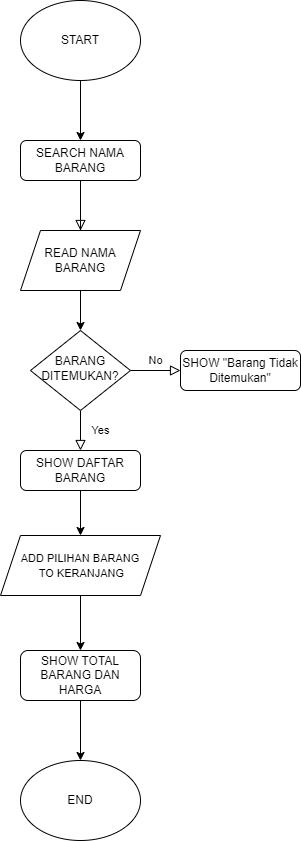 START
SEARCH NAMA
BARANG
READ NAMA
BARANG
BARANG
DITEMUKAN?
No
SHOW "Barang Tidak
Ditemukan"
Yes
SHOW DAFTAR
BARANG
ADD PILIHAN BARANG
TO KERANJANG
SHOW TOTAL
BARANG DAN
HARGA
END